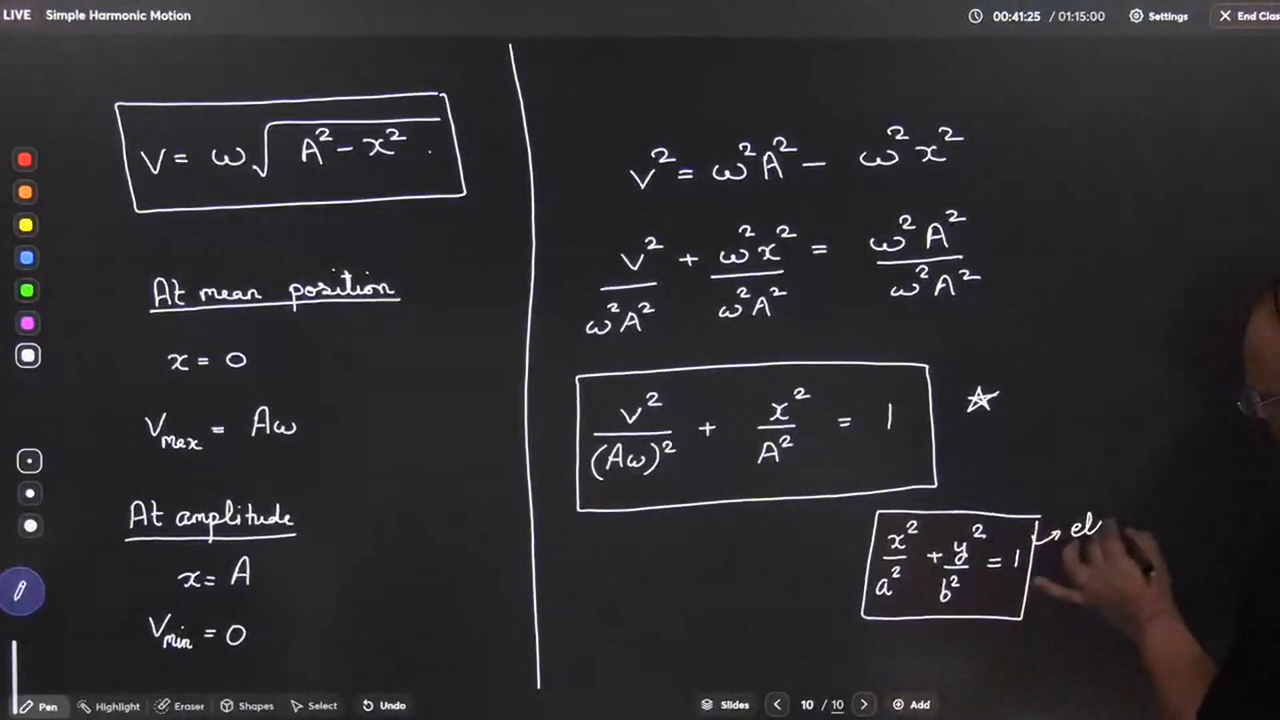 LIVE Simple Harmonic Motion
00:41:25 / 01:15:00 Settings End Clas
V = ω√(A² - x²)
At mean position
x = 0
Vmax = Aω
At amplitude
x = A
Vmin = 0
v² = ω²A² - ω²x²
v²/ω²A² + ω²x²/ω²A² = ω²A²/ω²A²
v²/(Aω)² + x²/A² = 1 ☆
x²/a² + y²/b² = 1 → el
Pen Highlight Eraser Shapes Select Undo Slides 10 / 10 Add